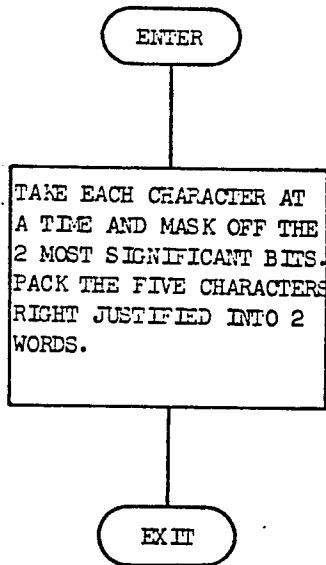 ENTER
TAKE EACH CHARACTER AT
A TIME AND MASK OFF THE
2 MOST SIGNIFICANT BITS.
PACK THE FIVE CHARACTERS
RIGHT JUSTIFIED INTO 2
WORDS.
EXIT